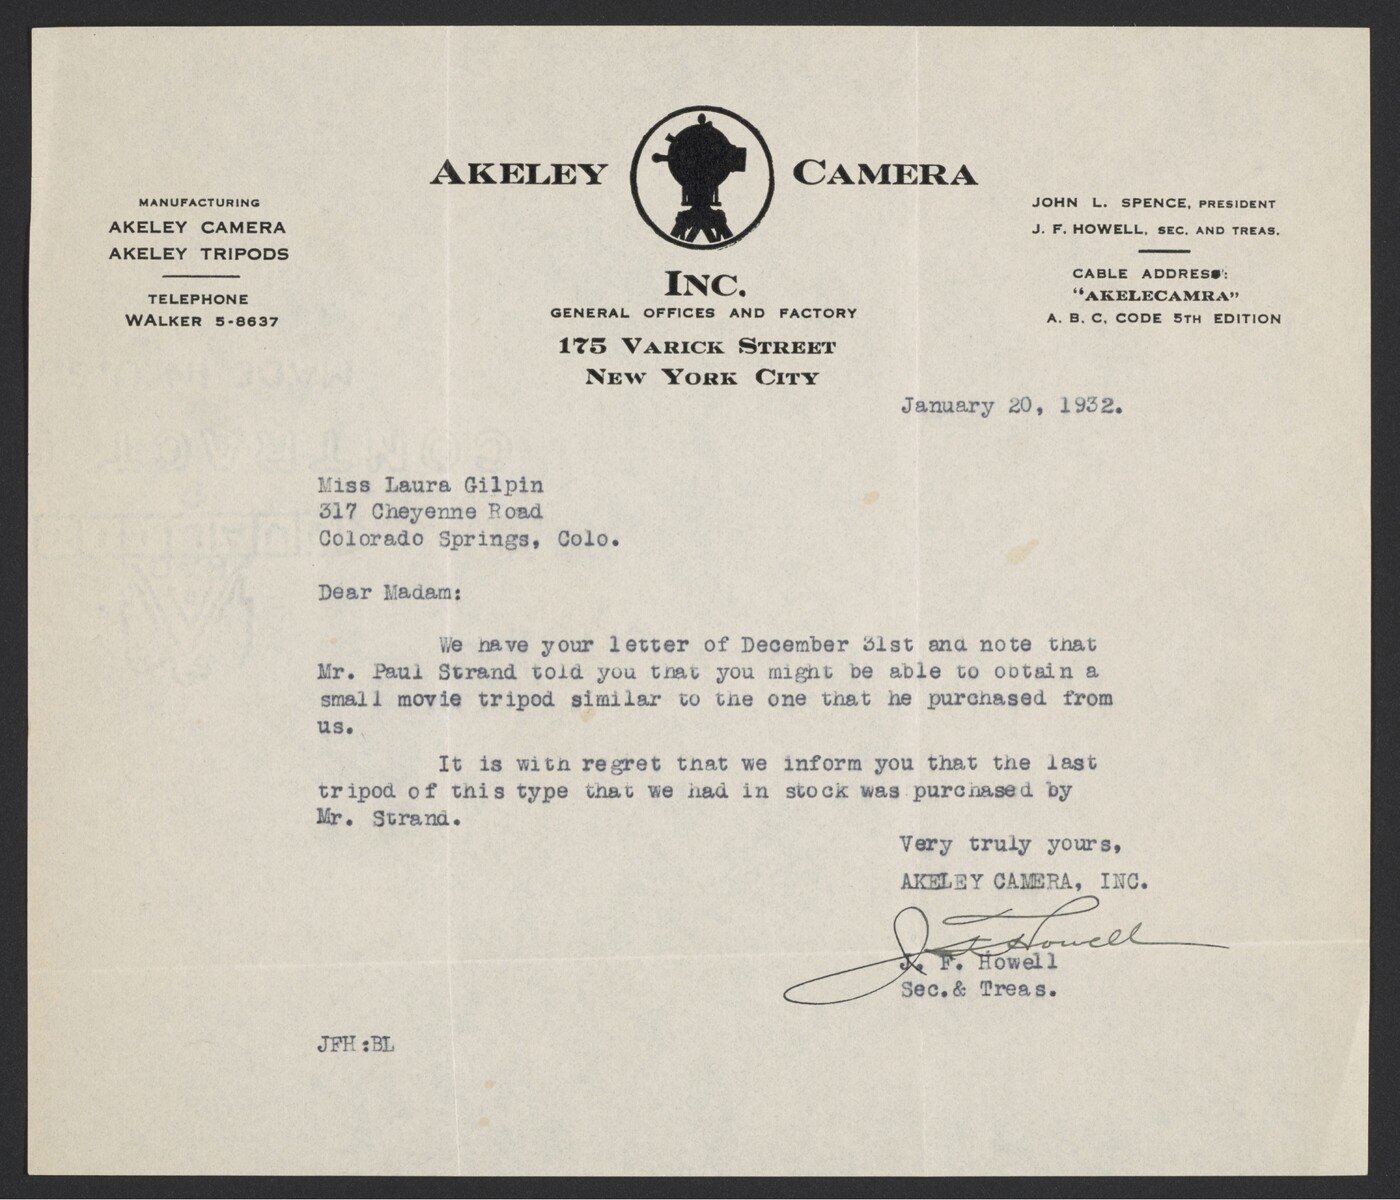 AKELEY CAMERA
INC.
GENERAL OFFICES AND FACTORY
175 VARICK STREET
NEW YORK CITY
MANUFACTURING
AKELEY CAMERA
AKELEY TRIPODS
TELEPHONE
WALKER 5-8637
JOHN L. SPENCE, PRESIDENT
J. F. HOWELL, SEC. AND TREAS.
CABLE ADDRESS:
"AKELECAMRA"
A. B. C. CODE 5TH EDITION
January 20, 1932.
Miss Laura Gilpin
317 Cheyenne Road
Colorado Springs, Colo.
Dear Madam:
We have your letter of December 31st and note that
Mr. Paul Strand told you that you might be able to obtain a
small movie tripod similar to the one that he purchased from
us.
It is with regret that we inform you that the last
tripod of this type that we had in stock was purchased by
Mr. Strand.
Very truly yours,
AKELEY CAMERA, INC.
J F Howell
J. F. Howell
Sec.& Treas.
JFH:BL